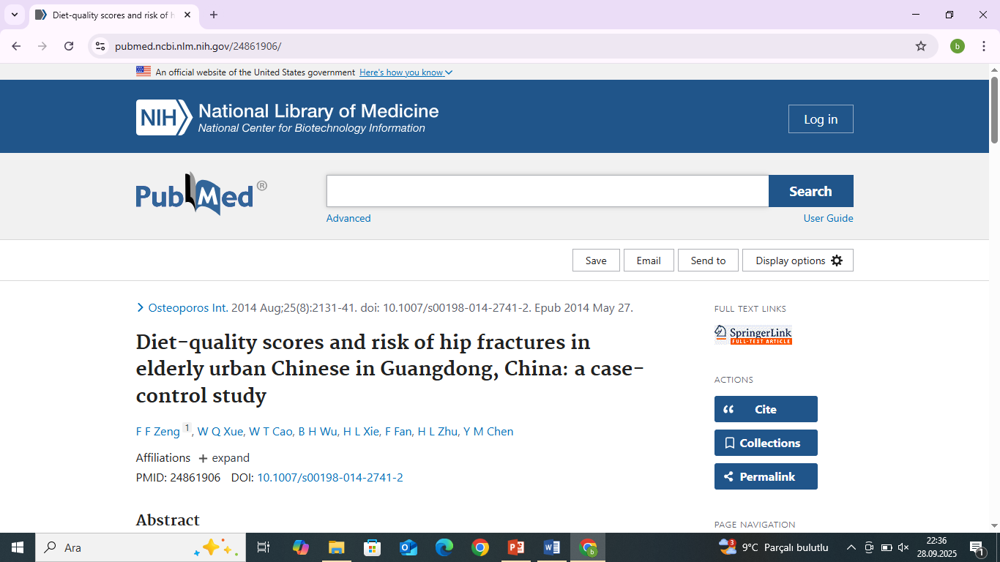 Diet-quality scores and risk of h
pubmed.ncbi.nlm.nih.gov/24861906/
b
An official website of the United States government Here's how you know
NIH National Library of Medicine
National Center for Biotechnology Information
Log in
PubMed®
Search
Advanced
User Guide
Save
Email
Send to
Display options
Osteoporos Int. 2014 Aug;25(8):2131-41. doi: 10.1007/s00198-014-2741-2. Epub 2014 May 27.
Diet-quality scores and risk of hip fractures in
elderly urban Chinese in Guangdong, China: a case-
control study
F F Zeng 1, W Q Xue, W T Cao, B H Wu, H L Xie, F Fan, H L Zhu, Y M Chen
Affiliations + expand
PMID: 24861906 DOI: 10.1007/s00198-014-2741-2
Abstract
FULL TEXT LINKS
SpringerLink
FULL-TEXT ARTICLE
ACTIONS
Cite
Collections
Permalink
PAGE NAVIGATION
Ara
3
9°C Parçalı bulutlu
22:36
28.09.2025
1